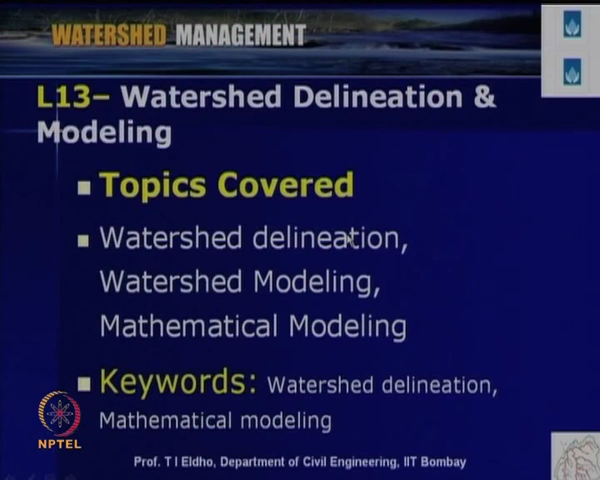 WATERSHED MANAGEMENT
L13– Watershed Delineation &
Modeling
Topics Covered
Watershed delineation,
Watershed Modeling,
Mathematical Modeling
Keywords: Watershed delineation,
Mathematical modeling
NPTEL
Prof. T I Eldho, Department of Civil Engineering, IIT Bombay